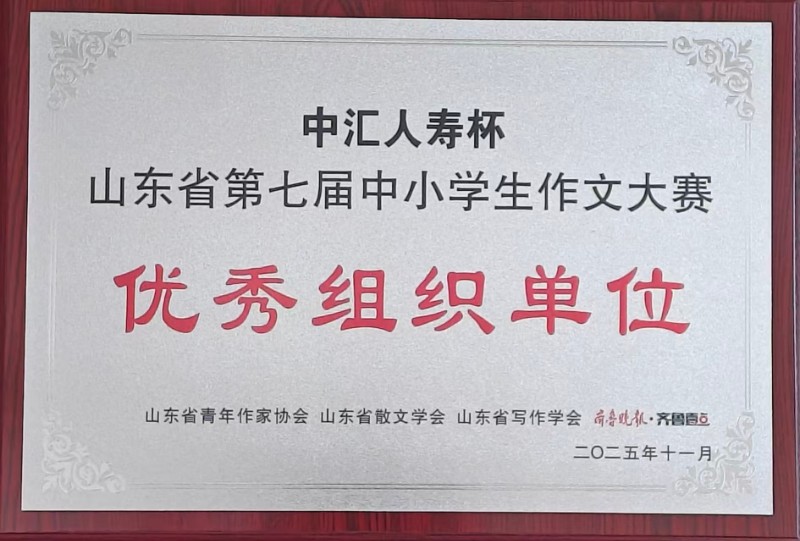 中汇人寿杯
山东省第七届中小学生作文大赛
优秀组织单位
山东省青年作家协会 山东省散文学会 山东省写作学会 齐鲁晚报·齐鲁壹点
二〇二五年十一月